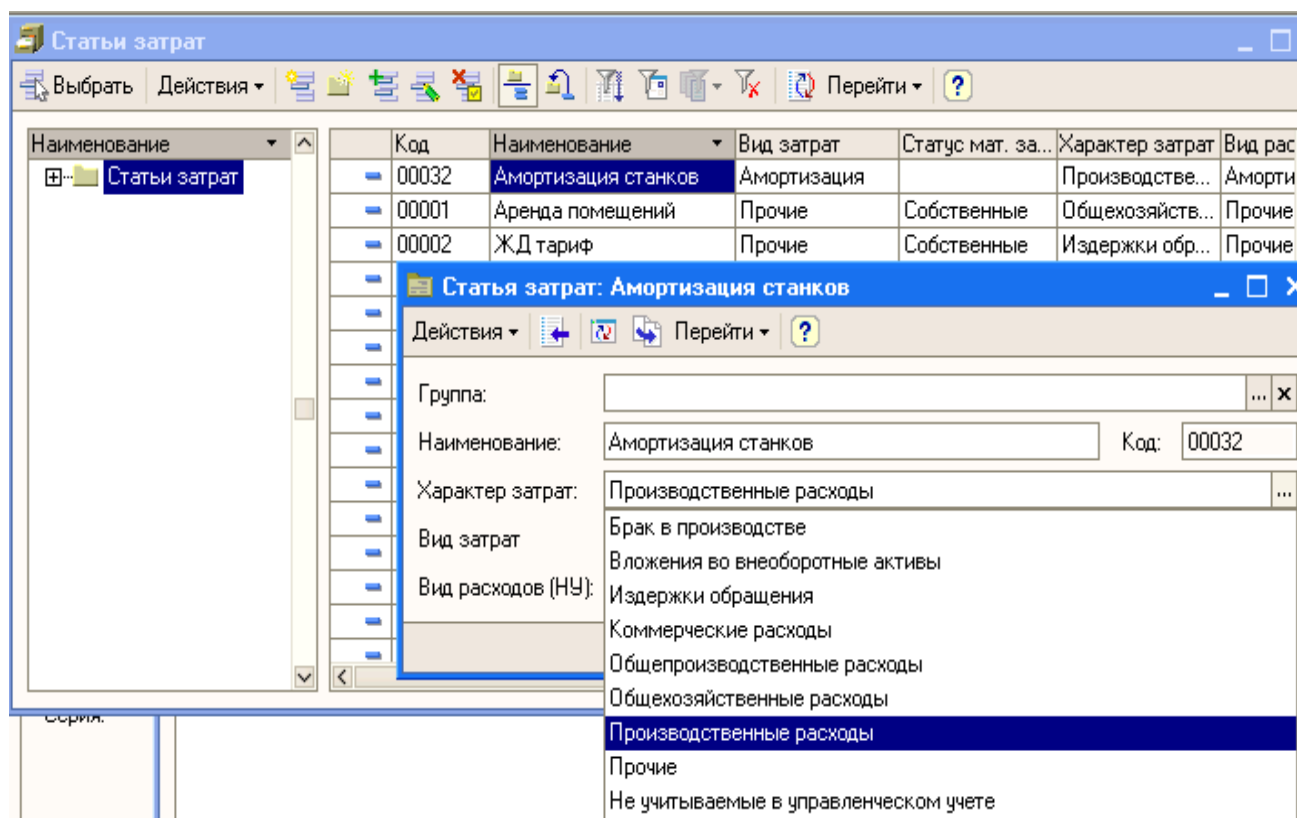 Статьи затрат
Выбрать Действия Перейти ?
Наименование Код Наименование Вид затрат Статус мат. за... Характер затрат Вид рас
Статьи затрат 00032 Амортизация станков Амортизация Производстве... Аморти
00001 Аренда помещений Прочие Собственные Общехозяйств... Прочие
00002 ЖД тариф Прочие Собственные Издержки обр... Прочие
Статья затрат: Амортизация станков
Действия Перейти ?
Группа: ... x
Наименование: Амортизация станков Код: 00032
Характер затрат: Производственные расходы ...
Брак в производстве
Вид затрат
Вложения во внеоборотные активы
Вид расходов (НУ):
Издержки обращения
Коммерческие расходы
Общепроизводственные расходы
Общехозяйственные расходы
Серия:
Производственные расходы
Прочие
Не учитываемые в управленческом учете